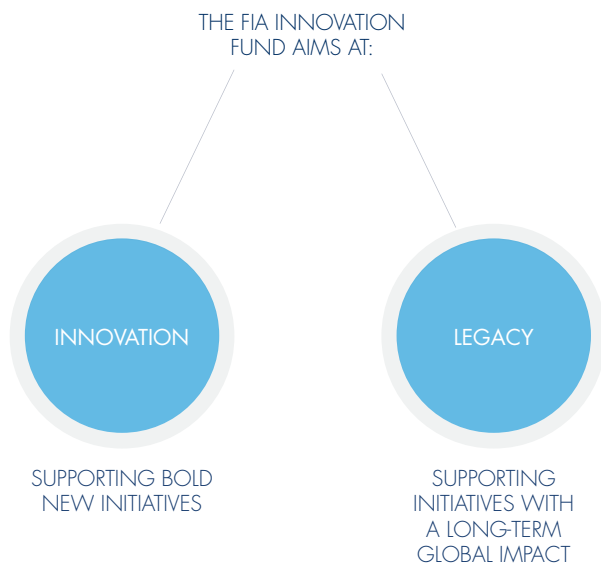 THE FIA INNOVATION
FUND AIMS AT:
INNOVATION
LEGACY
SUPPORTING BOLD
NEW INITIATIVES
SUPPORTING
INITIATIVES WITH
A LONG-TERM
GLOBAL IMPACT